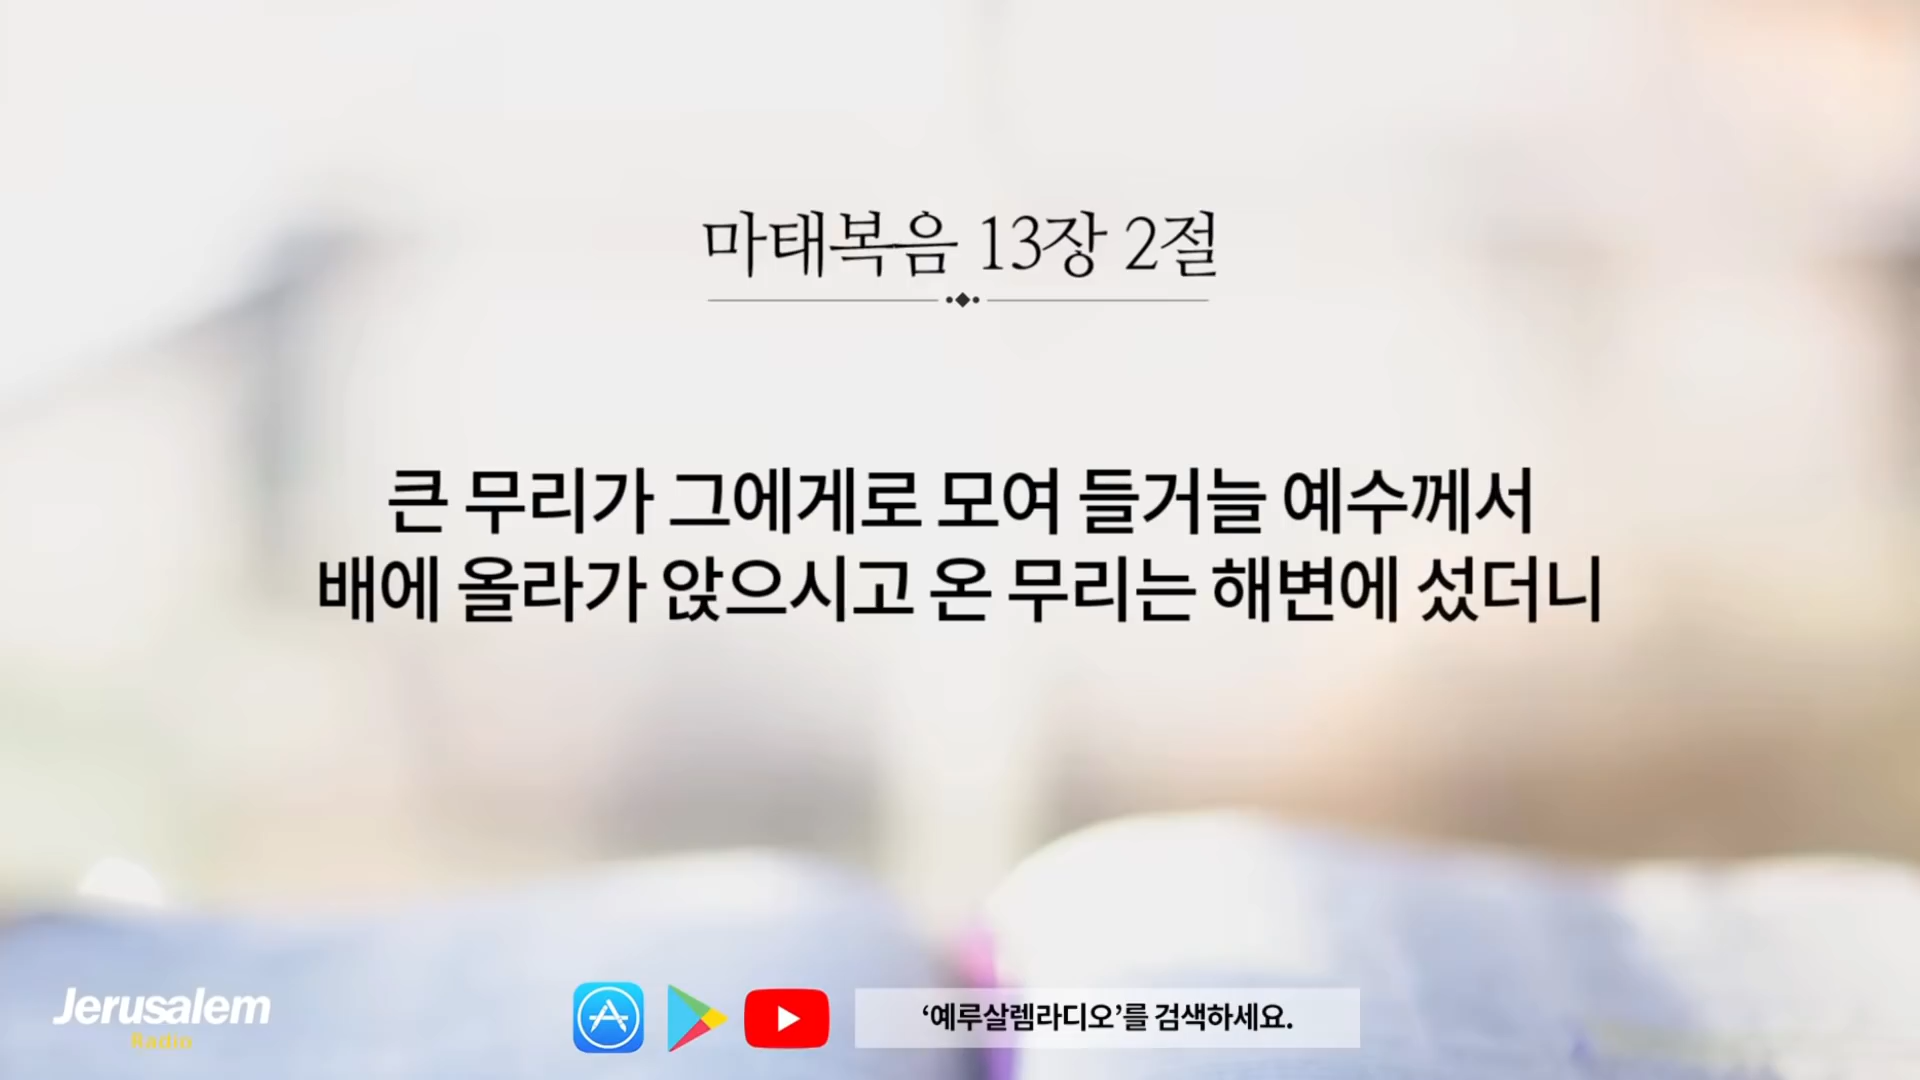 마태복음 13장 2절
큰 무리가 그에게로 모여 들거늘 예수께서
배에 올라가 앉으시고 온 무리는 해변에 섰더니
Jerusalem
Radio
‘예루살렘라디오’를 검색하세요.